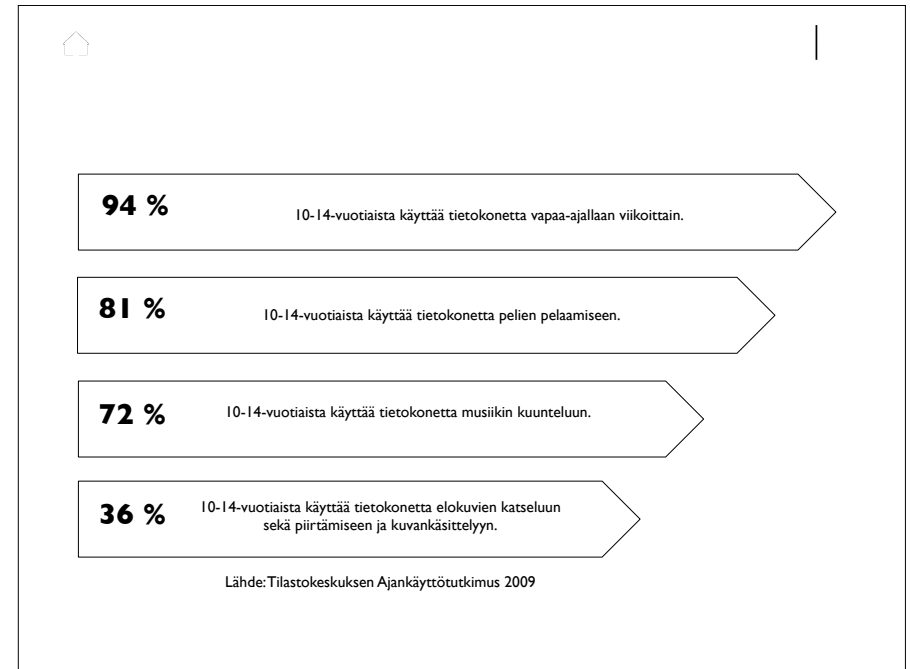 94 %
10-14-vuotiaista käyttää tietokonetta vapaa-ajallaan viikoittain.
81 %
10-14-vuotiaista käyttää tietokonetta pelien pelaamiseen.
72 %
10-14-vuotiaista käyttää tietokonetta musiikin kuunteluun.
36 %
10-14-vuotiaista käyttää tietokonetta elokuvien katseluun
sekä piirtämiseen ja kuvankäsittelyyn.
Lähde: Tilastokeskuksen Ajankäyttötutkimus 2009